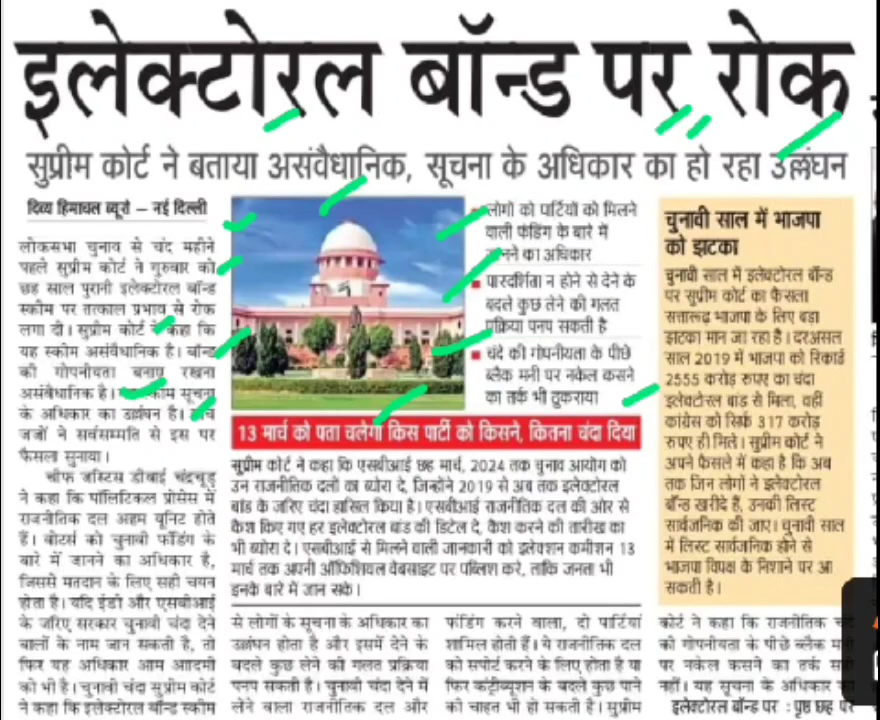 इलेक्टोरल बॉन्ड पर रोक
सुप्रीम कोर्ट ने बताया असंवैधानिक, सूचना के अधिकार का हो रहा उल्लंघन
दिव्य हिमाचल ब्यूरो – नई दिल्ली
लोकसभा चुनाव से चंद महीने
पहले सुप्रीम कोर्ट ने गुरुवार को
छह साल पुरानी इलेक्टोरल बॉन्ड
स्कीम पर तत्काल प्रभाव से रोक
लगा दी। सुप्रीम कोर्ट ने कहा कि
यह स्कीम असंवैधानिक है। बॉन्ड
की गोपनीयता बनाए रखना
असंवैधानिक है। स्कीम सूचना
के अधिकार का उल्लंघन है। पांच
जजों ने सर्वसम्मति से इस पर
फैसला सुनाया।
चीफ जस्टिस डीवाई चंद्रचूड़
ने कहा कि पॉलिटिकल प्रोसेस में
राजनीतिक दल अहम यूनिट होते
हैं। वोटर्स को चुनावी फंडिंग के
बारे में जानने का अधिकार है,
जिससे मतदान के लिए सही चयन
होता है। यदि ईडी और एसबीआई
के जरिए सरकार चुनावी चंदा देने
वालों के नाम जान सकती है, तो
फिर यह अधिकार आम आदमी
को भी है। चुनावी चंदा सुप्रीम कोर्ट
ने कहा कि इलेक्टोरल बॉन्ड स्कीम
लोगों को पार्टियों को मिलने
वाली फंडिंग के बारे में
जानने का अधिकार
पारदर्शिता न होने से देने के
बदले कुछ लेने की गलत
प्रक्रिया पनप सकती है
चंदे की गोपनीयता के पीछे
ब्लैक मनी पर नकेल कसने
का तर्क भी ठुकराया
13 मार्च को पता चलेगा किस पार्टी को किसने, कितना चंदा दिया
सुप्रीम कोर्ट ने कहा कि एसबीआई छह मार्च, 2024 तक चुनाव आयोग को
उन राजनीतिक दलों का ब्योरा दे, जिन्होंने 2019 से अब तक इलेक्टोरल
बांड के जरिए चंदा हासिल किया है। एसबीआई राजनीतिक दल की ओर से
कैश किए गए हर इलेक्टोरल बांड की डिटेल दे, कैश करने की तारीख का
भी ब्योरा दे। एसबीआई से मिलने वाली जानकारी को इलेक्शन कमीशन 13
मार्च तक अपनी ऑफिशियल वेबसाइट पर पब्लिश करे, ताकि जनता भी
इनके बारे में जान सके।
से लोगों के सूचना के अधिकार का
उल्लंघन होता है और इसमें देने के
बदले कुछ लेने की गलत प्रक्रिया
पनप सकती है। चुनावी चंदा देने में
लेने वाला राजनीतिक दल और
फंडिंग करने वाला, दो पार्टियां
शामिल होती हैं। ये राजनीतिक दल
को सपोर्ट करने के लिए होता है या
फिर कंट्रीब्यूशन के बदले कुछ पाने
की चाहत भी हो सकती है। सुप्रीम
चुनावी साल में भाजपा
को झटका
चुनावी साल में इलेक्टोरल बॉन्ड
पर सुप्रीम कोर्ट का फैसला
सत्तारूढ़ भाजपा के लिए बड़ा
झटका मान जा रहा है। दरअसल
साल 2019 में भाजपा को रिकार्ड
2555 करोड़ रुपए का चंदा
इलेक्टोरल बांड से मिला, वहीं
कांग्रेस को सिर्फ 317 करोड़
रुपए ही मिले। सुप्रीम कोर्ट ने
अपने फैसले में कहा है कि अब
तक जिन लोगों ने इलेक्टोरल
बॉन्ड खरीदे हैं, उनकी लिस्ट
सार्वजनिक की जाए। चुनावी साल
में लिस्ट सार्वजनिक होने से
भाजपा विपक्ष के निशाने पर आ
सकती है।
कोर्ट ने कहा कि राजनीतिक
की गोपनीयता के पीछे ब्लैक मनी
पर नकेल कसने का तर्क सही
नहीं। यह सूचना के अधिकार का
इलेक्टोरल बॉन्ड पर : पृष्ठ छह पर